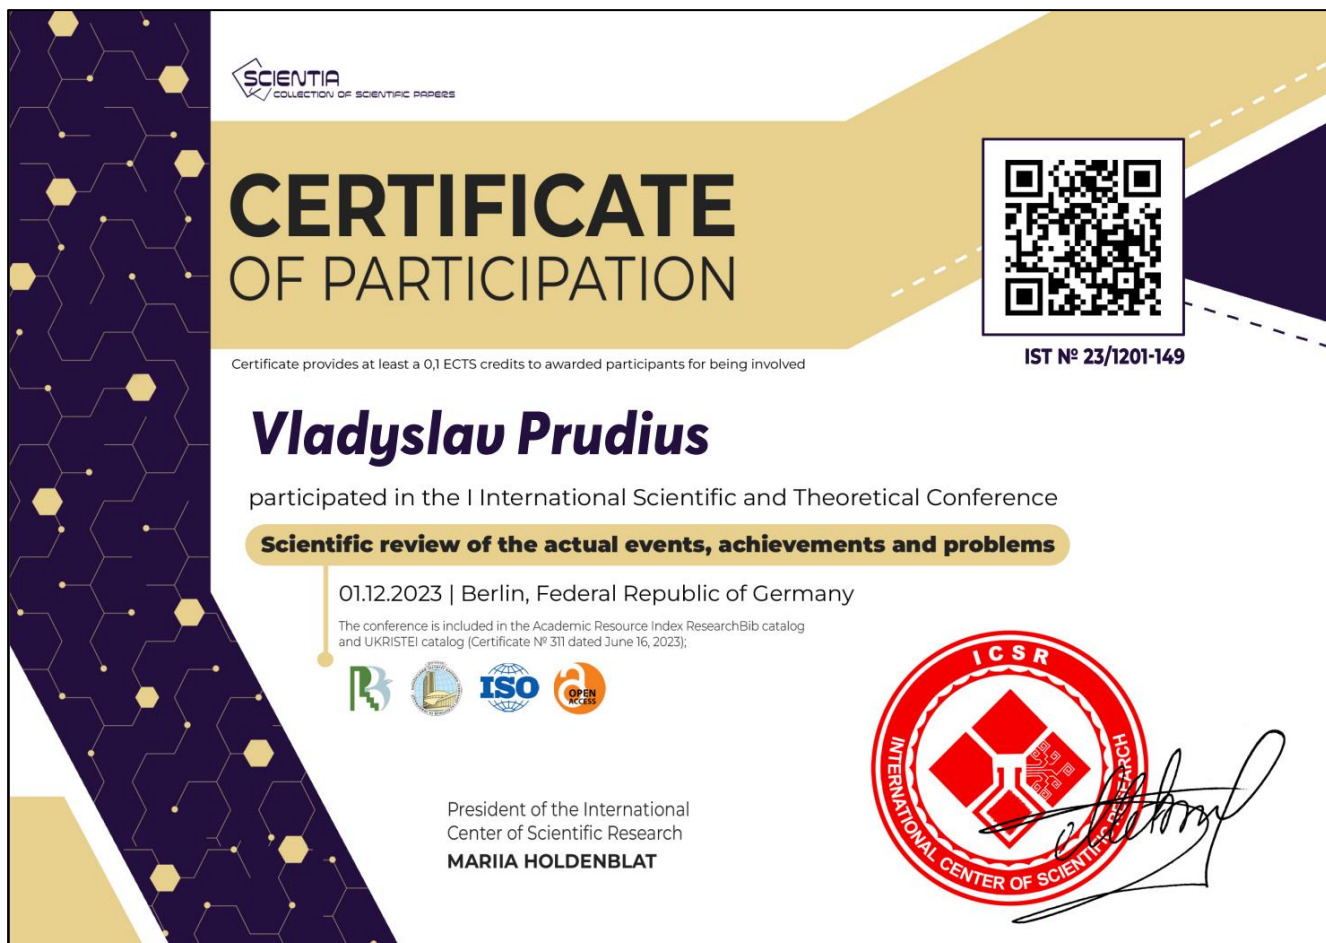 SCIENTIA
COLLECTION OF SCIENTIFIC PAPERS
CERTIFICATE
OF PARTICIPATION
IST № 23/1201-149
Certificate provides at least a 0,1 ECTS credits to awarded participants for being involved
Vladyslav Prudius
participated in the I International Scientific and Theoretical Conference
Scientific review of the actual events, achievements and problems
01.12.2023 | Berlin, Federal Republic of Germany
The conference is included in the Academic Resource Index ResearchBib catalog
and UKRISTEI catalog (Certificate № 311 dated June 16, 2023);
ISO
OPEN
ACCESS
President of the International
Center of Scientific Research
MARIIA HOLDENBLAT
ICSR
INTERNATIONAL CENTER OF SCIENTIFIC RESEARCH